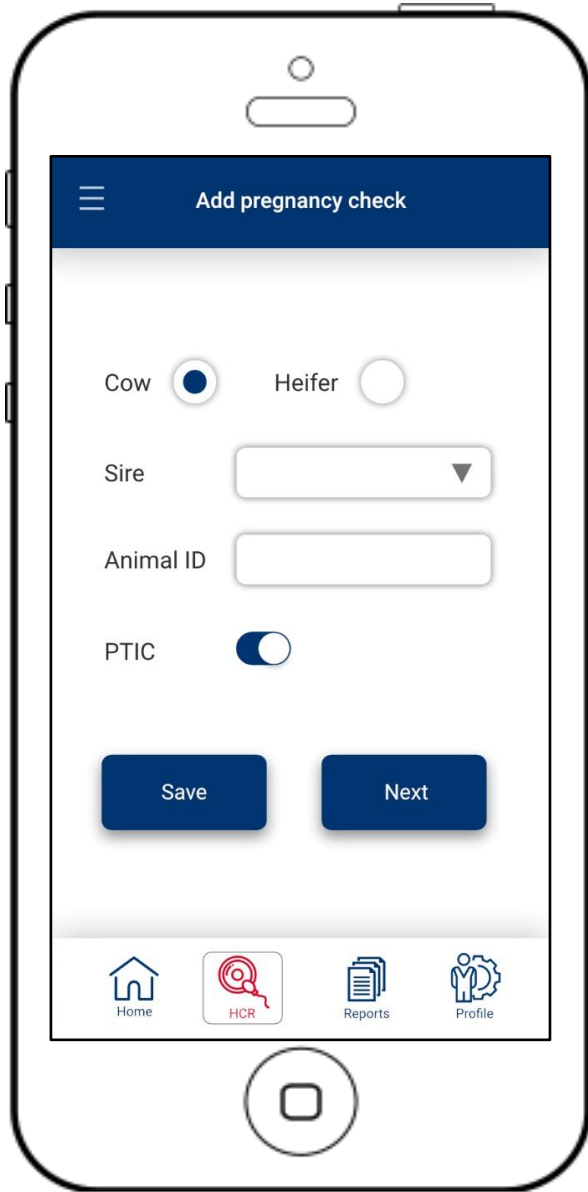 Add pregnancy check
Cow Heifer
Sire
Animal ID
PTIC
Save Next
Home HCR Reports Profile